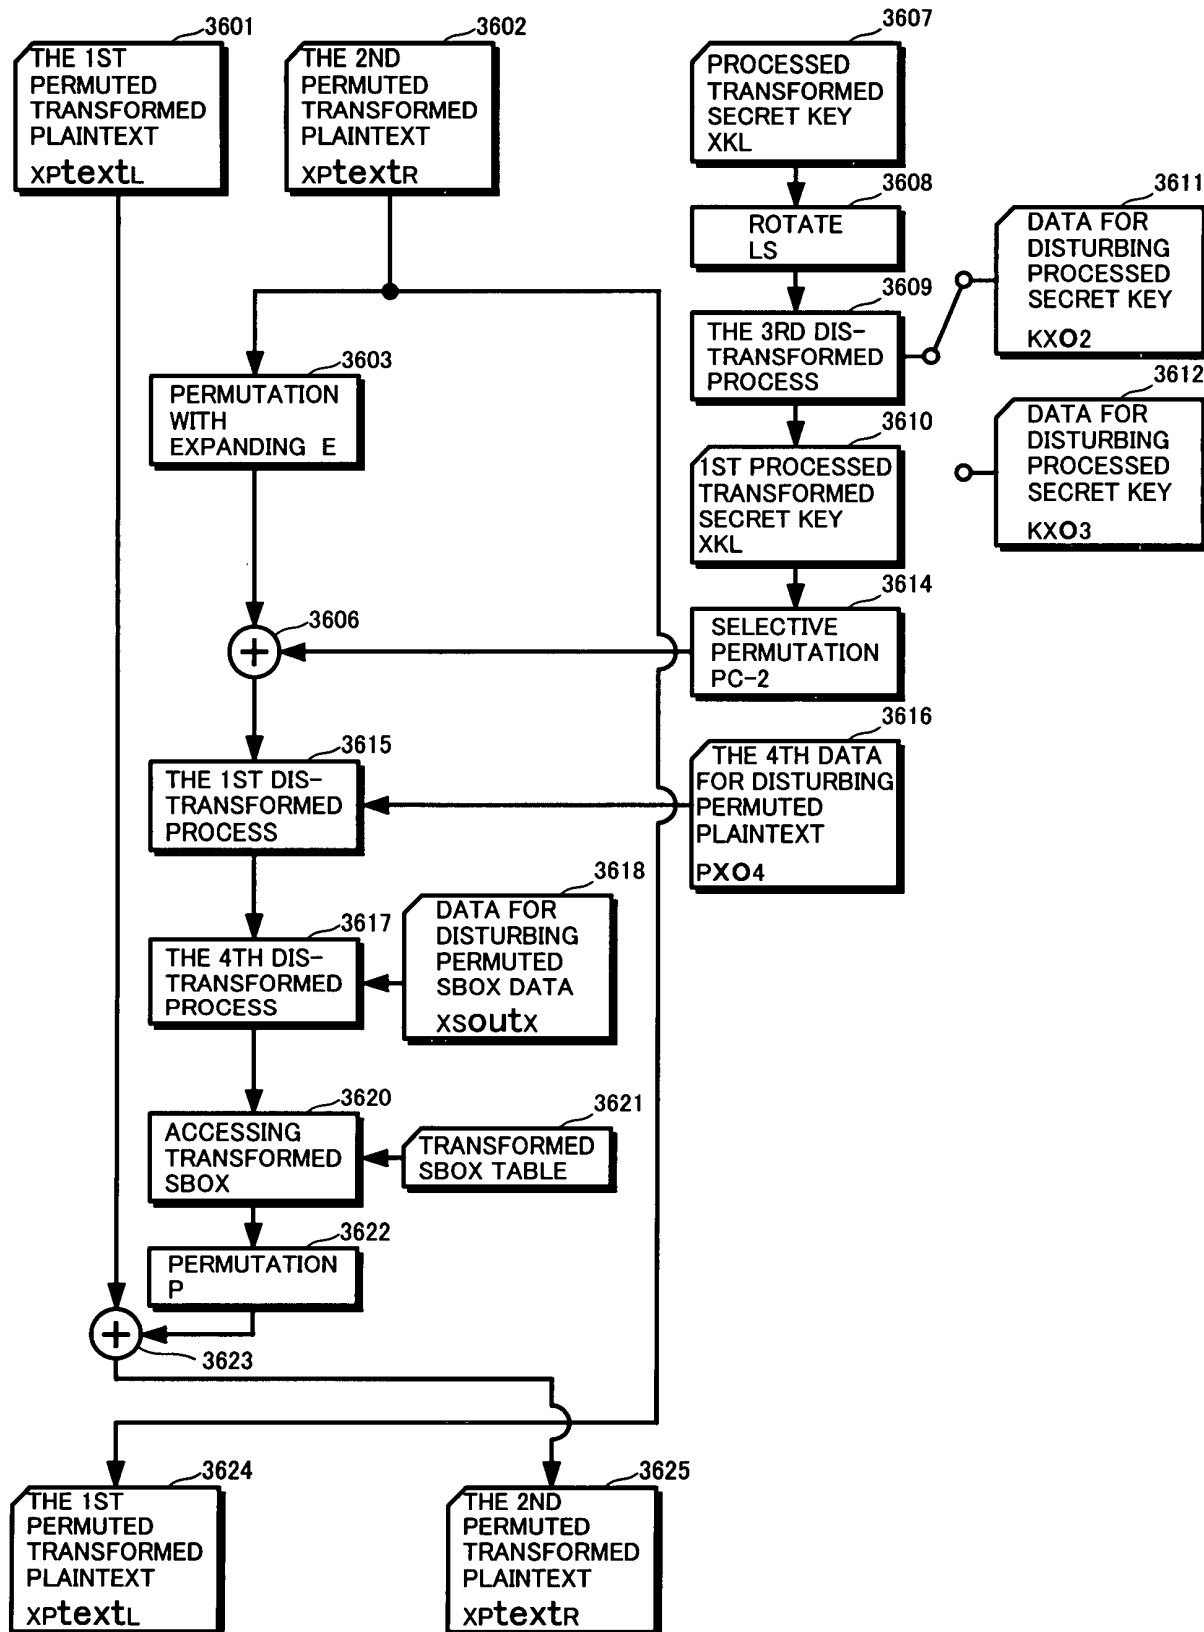 3601
THE 1ST
PERMUTED
TRANSFORMED
PLAINTEXT
XPtextL
3602
THE 2ND
PERMUTED
TRANSFORMED
PLAINTEXT
XPtextR
3607
PROCESSED
TRANSFORMED
SECRET KEY
XKL
3608
ROTATE
LS
3609
THE 3RD DIS-
TRANSFORMED
PROCESS
3611
DATA FOR
DISTURBING
PROCESSED
SECRET KEY
KXO2
3612
DATA FOR
DISTURBING
PROCESSED
SECRET KEY
KXO3
3603
PERMUTATION
WITH
EXPANDING E
3610
1ST PROCESSED
TRANSFORMED
SECRET KEY
XKL
3614
SELECTIVE
PERMUTATION
PC-2
3606
+
3615
THE 1ST DIS-
TRANSFORMED
PROCESS
3616
THE 4TH DATA
FOR DISTURBING
PERMUTED
PLAINTEXT
PXO4
3617
THE 4TH DIS-
TRANSFORMED
PROCESS
3618
DATA FOR
DISTURBING
PERMUTED
SBOX DATA
XSoutX
3620
ACCESSING
TRANSFORMED
SBOX
3621
TRANSFORMED
SBOX TABLE
3622
PERMUTATION
P
+
3623
3624
THE 1ST
PERMUTED
TRANSFORMED
PLAINTEXT
XPtextL
3625
THE 2ND
PERMUTED
TRANSFORMED
PLAINTEXT
XPtextR